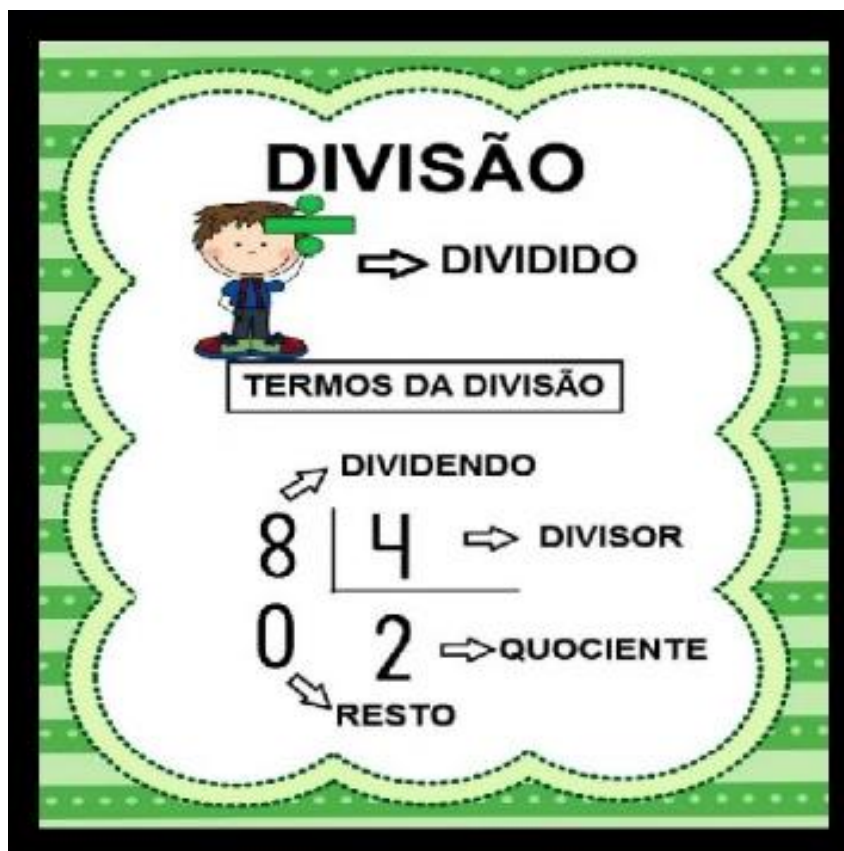 DIVISÃO
DIVIDIDO
TERMOS DA DIVISÃO
DIVIDENDO
8 4 DIVISOR
0 2 QUOCIENTE
RESTO